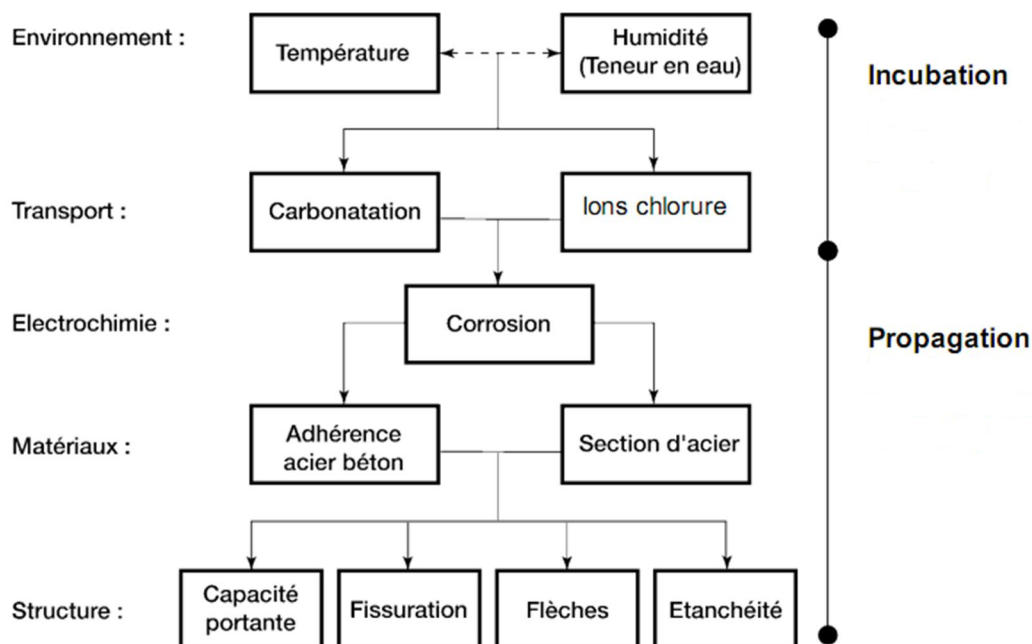 Environnement :
Température
Humidité
(Teneur en eau)
Incubation
Transport :
Carbonatation
Ions chlorure
Electrochimie :
Corrosion
Propagation
Matériaux :
Adhérence
acier béton
Section d'acier
Structure :
Capacité
portante
Fissuration
Flèches
Etanchéité